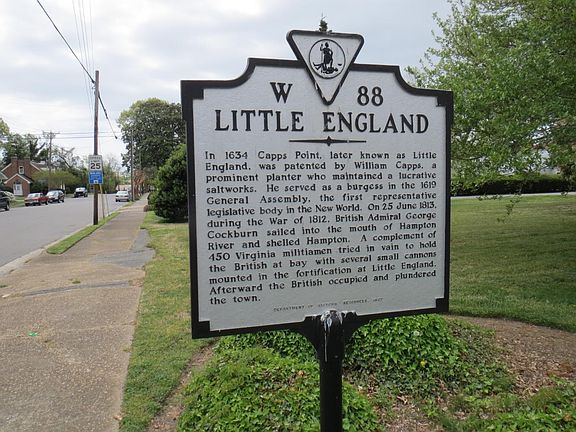 W 88
LITTLE ENGLAND
In 1634 Capps Point, later known as Little
England, was patented by William Capps, a
prominent planter who maintained a lucrative
saltworks. He served as a burgess in the 1619
General Assembly, the first representative
legislative body in the New World. On 25 June 1813,
during the War of 1812, British Admiral George
Cockburn sailed into the mouth of Hampton
River and shelled Hampton. A complement of
450 Virginia militiamen tried in vain to hold
the British at bay with several small cannons
mounted in the fortification at Little England.
Afterward the British occupied and plundered
the town.
DEPARTMENT OF HISTORIC RESOURCES, 1997
25